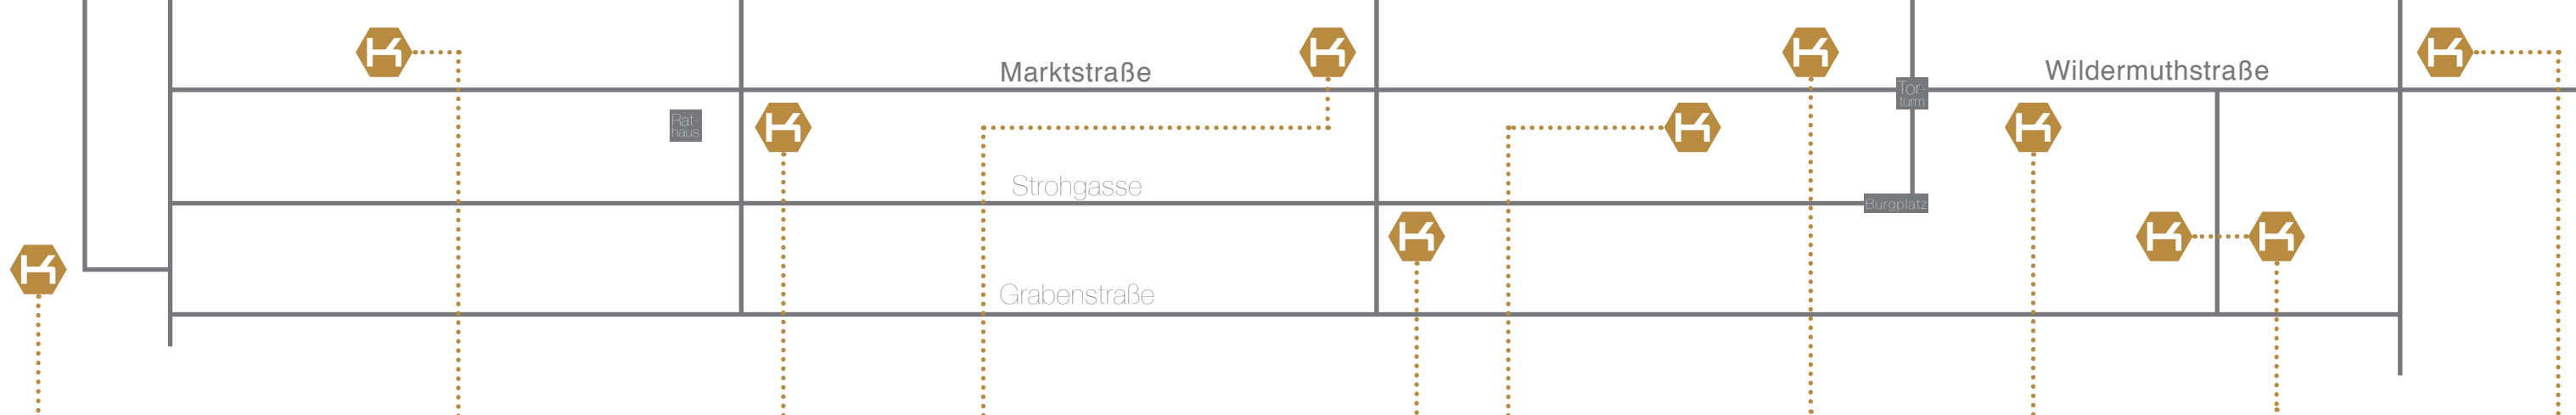 Marktstraße
Wildermuthstraße
Tor-
turm
Rat-
haus
Strohgasse
Burgplatz
Grabenstraße